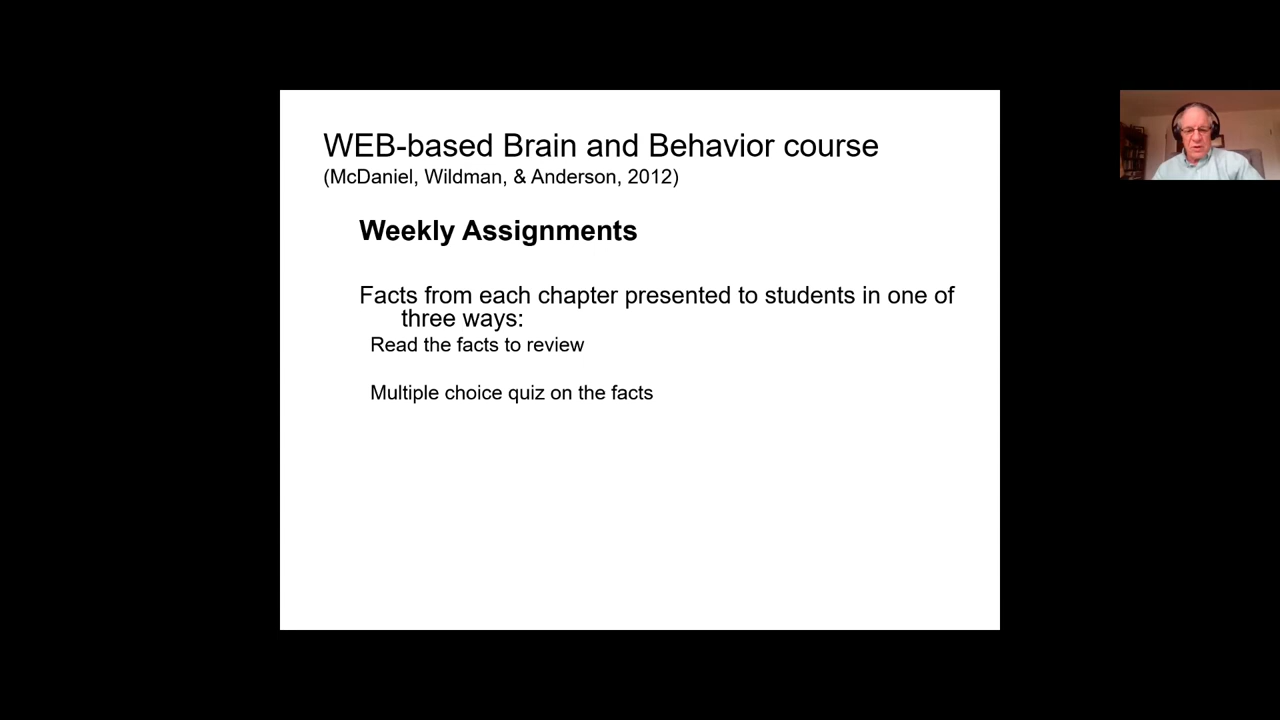 WEB-based Brain and Behavior course
(McDaniel, Wildman, & Anderson, 2012)
Weekly Assignments
Facts from each chapter presented to students in one of
three ways:
Read the facts to review
Multiple choice quiz on the facts